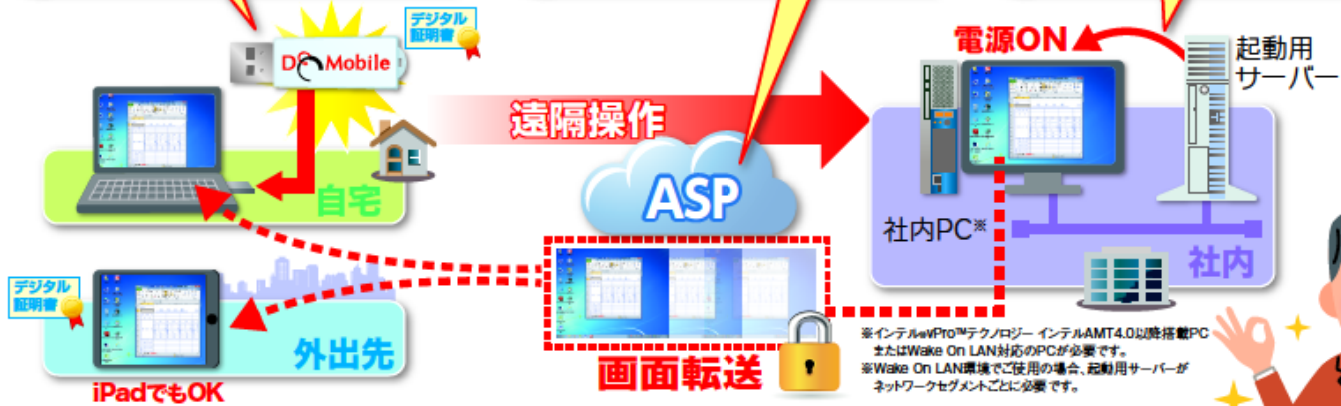 デジタル
証明書
DoMobile
電源ON
起動用
サーバー
遠隔操作
ASP
自宅
社内PC※
社内
デジタル
証明書
外出先
iPadでもOK
画面転送
※インテル®vPro™テクノロジー インテルAMT4.0以降搭載PC
またはWake On LAN対応のPCが必要です。
※Wake On LAN環境でご使用の場合、起動用サーバーが
ネットワークセグメントごとに必要です。